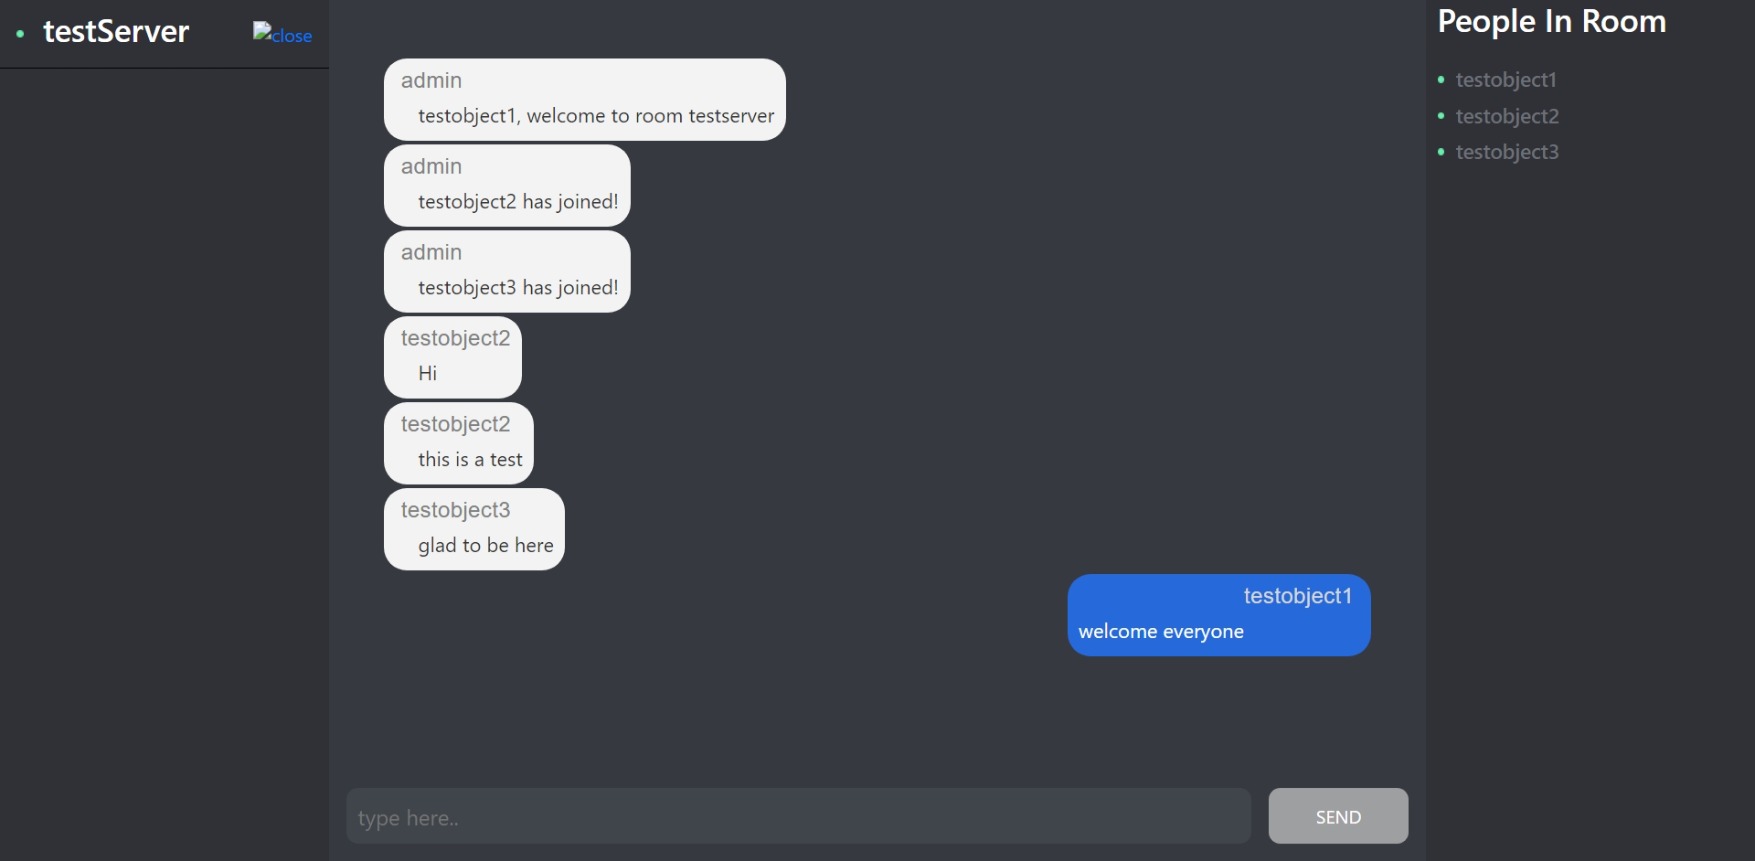 testServer
close
admin
testobject1, welcome to room testserver
admin
testobject2 has joined!
admin
testobject3 has joined!
testobject2
Hi
testobject2
this is a test
testobject3
glad to be here
testobject1
welcome everyone
type here..
SEND
People In Room
testobject1
testobject2
testobject3